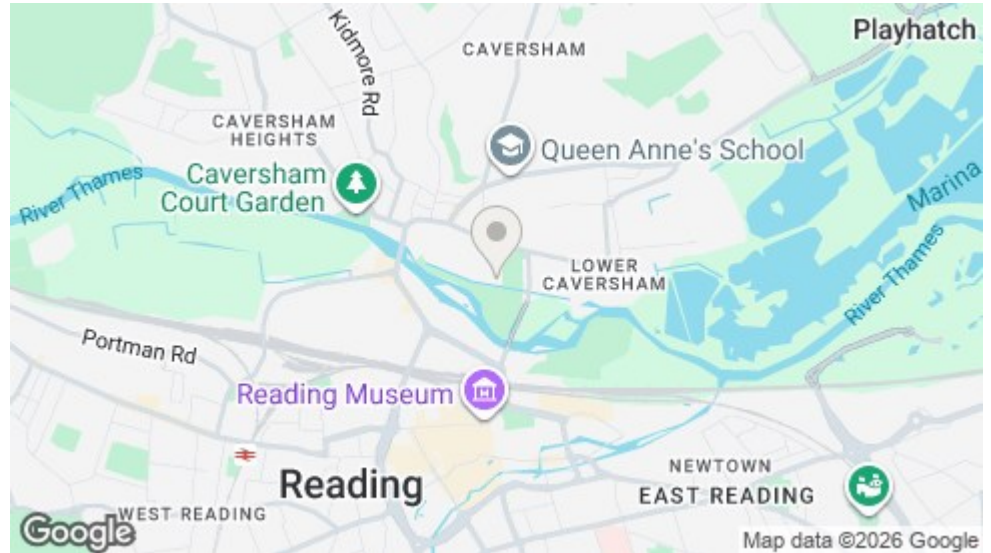 Playhatch
Kidmore Rd
CAVERSHAM
CAVERSHAM
HEIGHTS
Queen Anne's School
Caversham
Court Garden
River Thames
Marina
LOWER
CAVERSHAM
River Thames
Portman Rd
Reading Museum
NEWTOWN
EAST READING
Reading
WEST READING
Google
Map data ©2026 Google